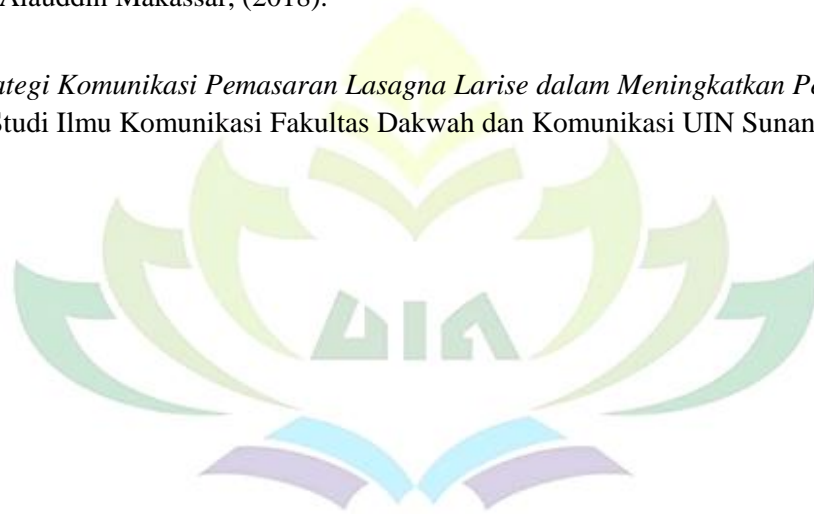 Alauddin Makassar, (2018).
ategi Komunikasi Pemasaran Lasagna Larise dalam Meningkatkan
Studi Ilmu Komunikasi Fakultas Dakwah dan Komunikasi UIN Sunan
UIN